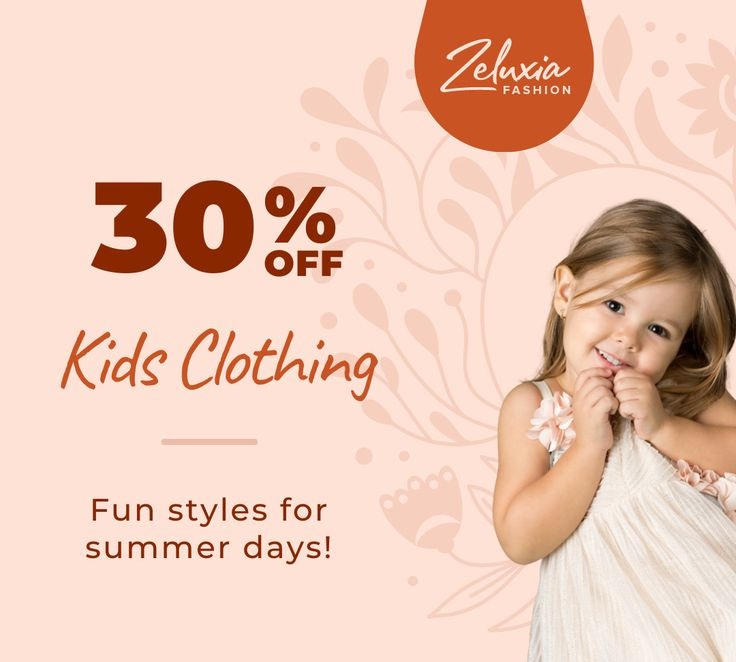 Zeluxia
FASHION
30%
OFF
Kids Clothing
Fun styles for
summer days!